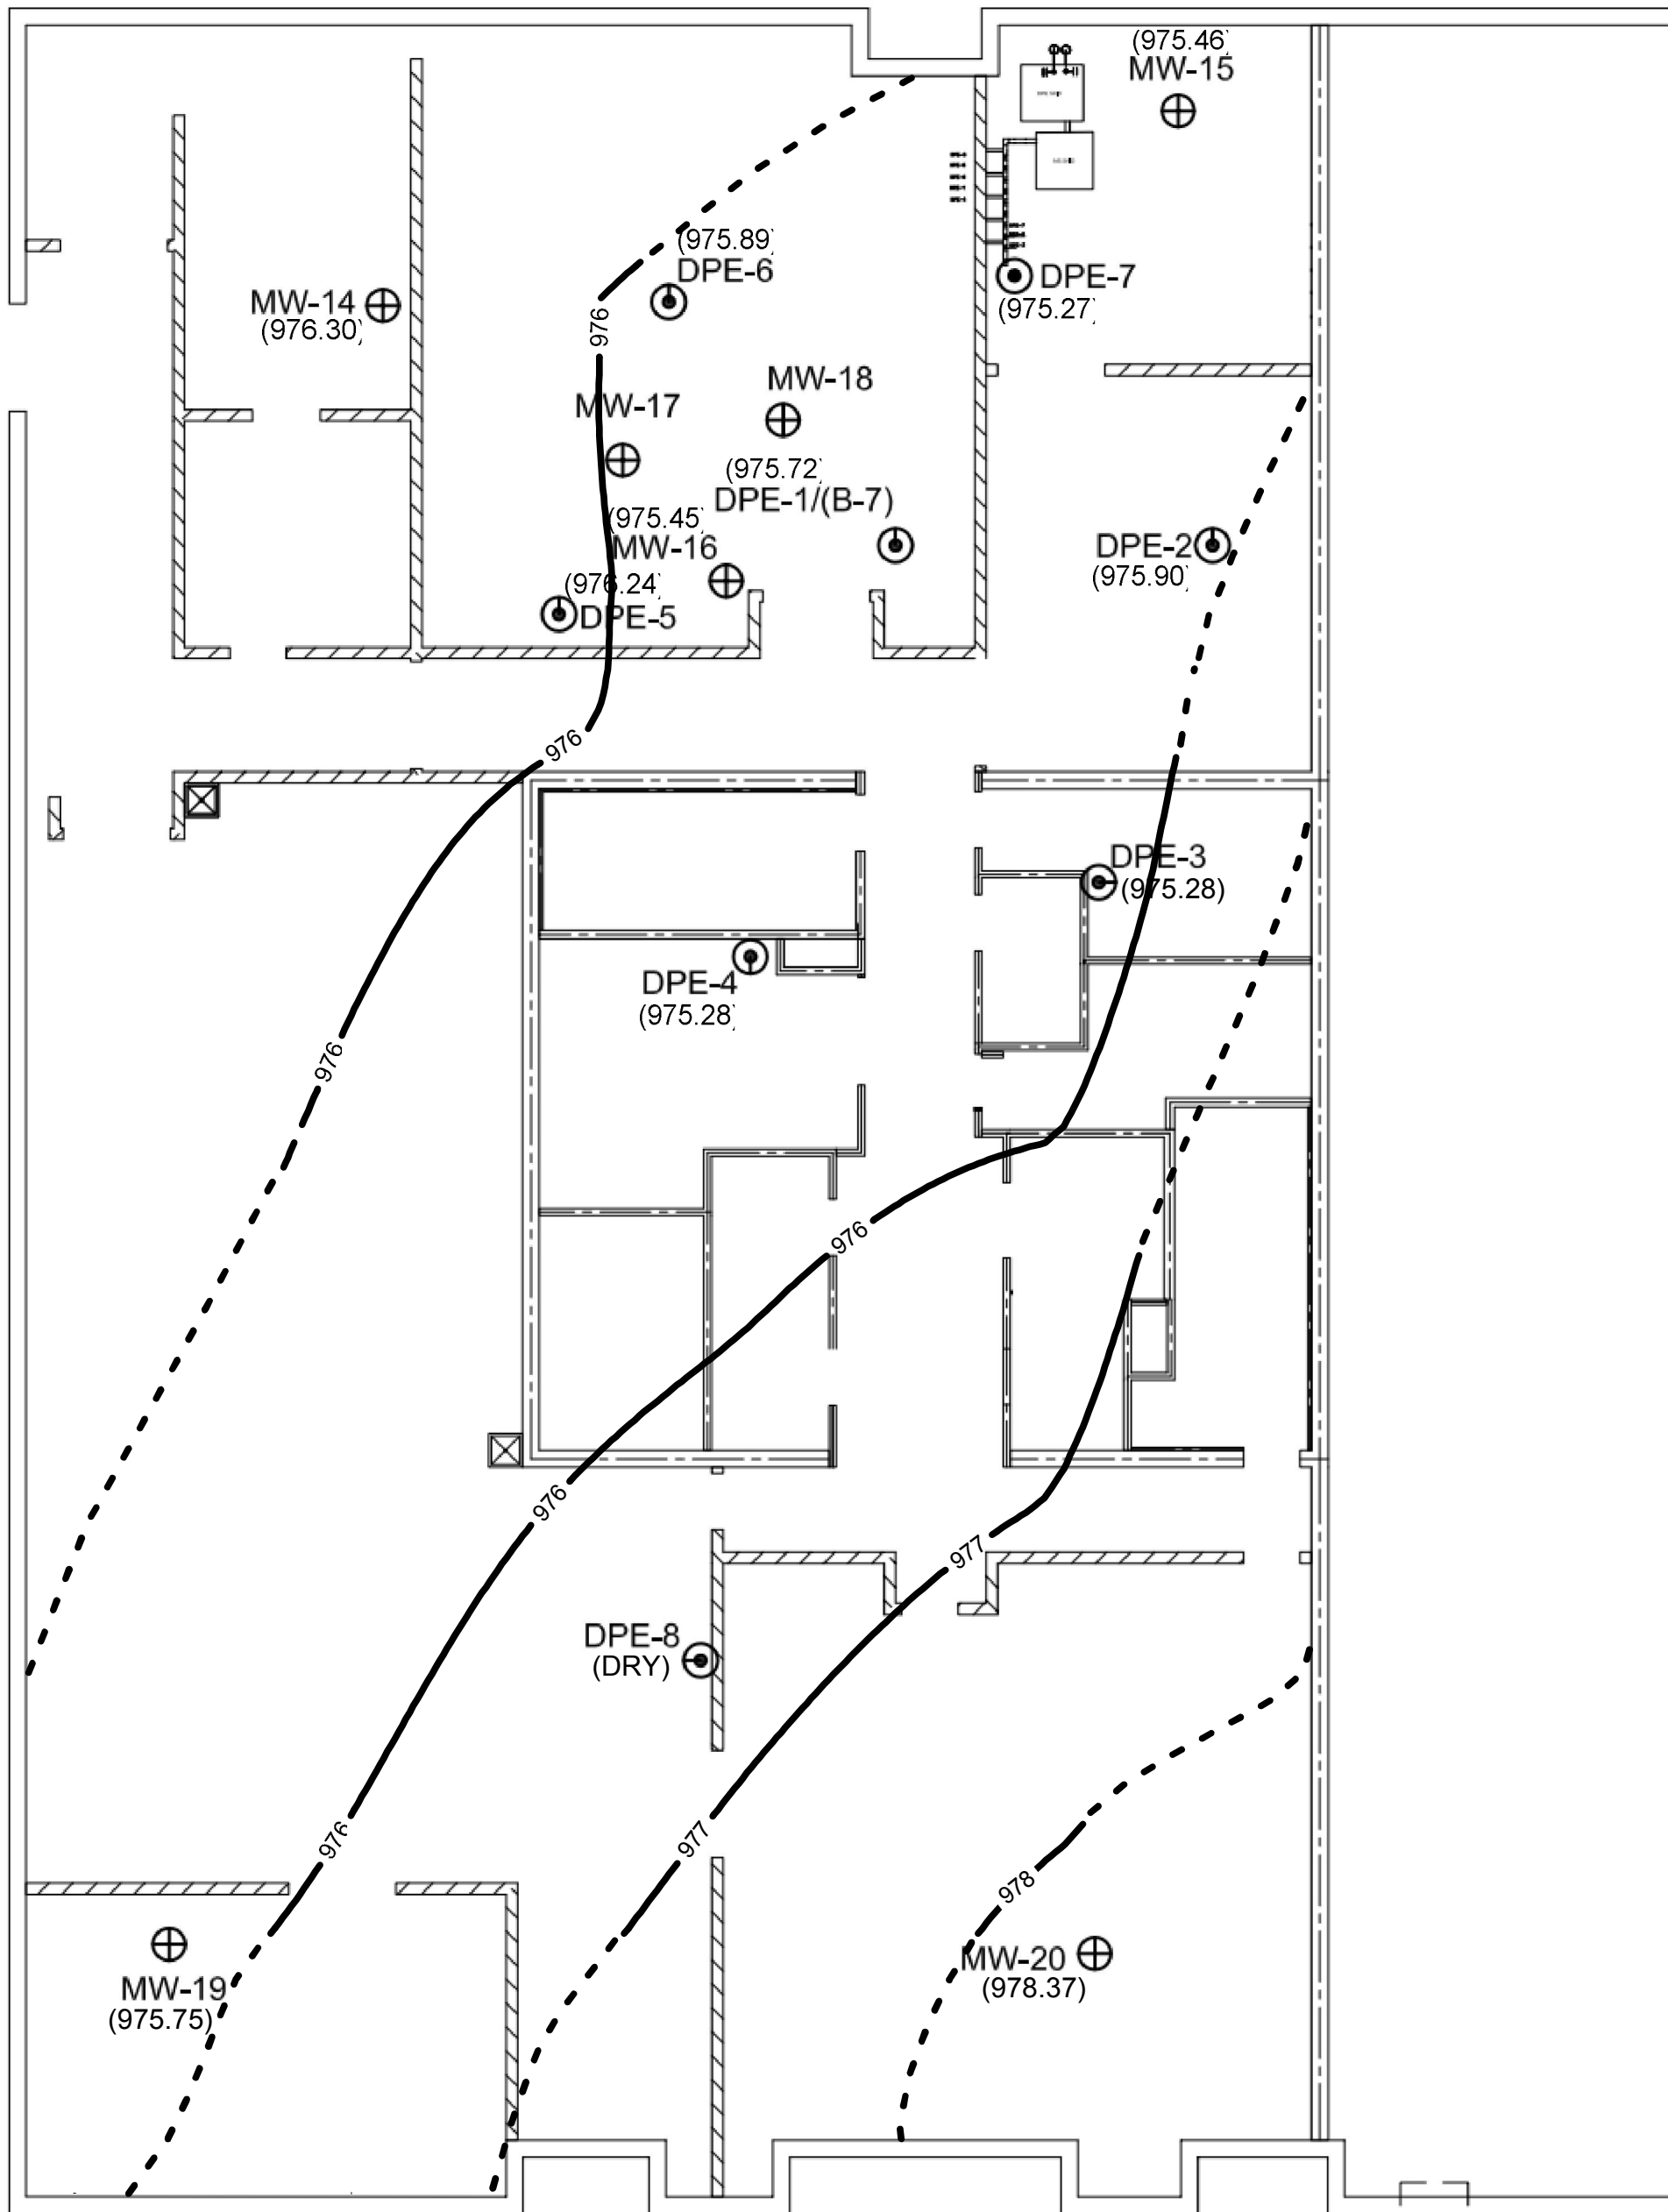 (975.46)
MW-15
(975.89)
DPE-6
DPE-7
(975.27)
MW-14
(976.30)
976
MW-18
MW-17
(975.72)
DPE-1/(B-7)
(975.45)
MW-16
DPE-2
(975.90)
(976.24)
DPE-5
976
DPE-3
(975.28)
DPE-4
(975.28)
976
976
976
977
DPE-8
(DRY)
976
977
978
MW-20
(978.37)
MW-19
(975.75)